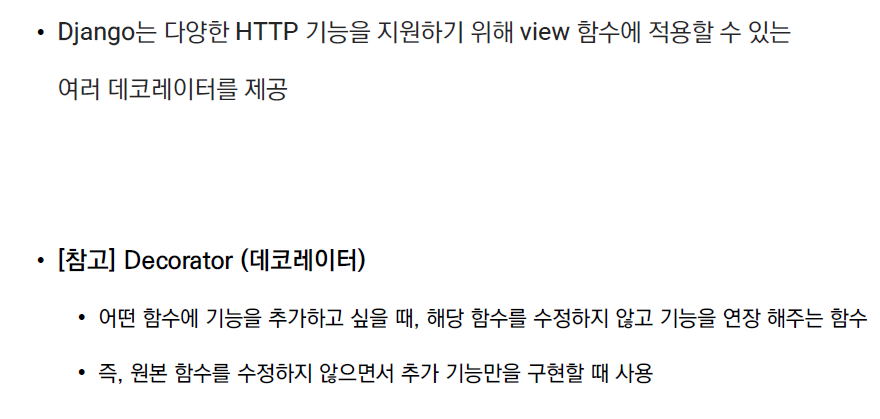 • Django는 다양한 HTTP 기능을 지원하기 위해 view 함수에 적용할 수 있는
여러 데코레이터를 제공
• [참고] Decorator (데코레이터)
• 어떤 함수에 기능을 추가하고 싶을 때, 해당 함수를 수정하지 않고 기능을 연장 해주는 함수
• 즉, 원본 함수를 수정하지 않으면서 추가 기능만을 구현할 때 사용